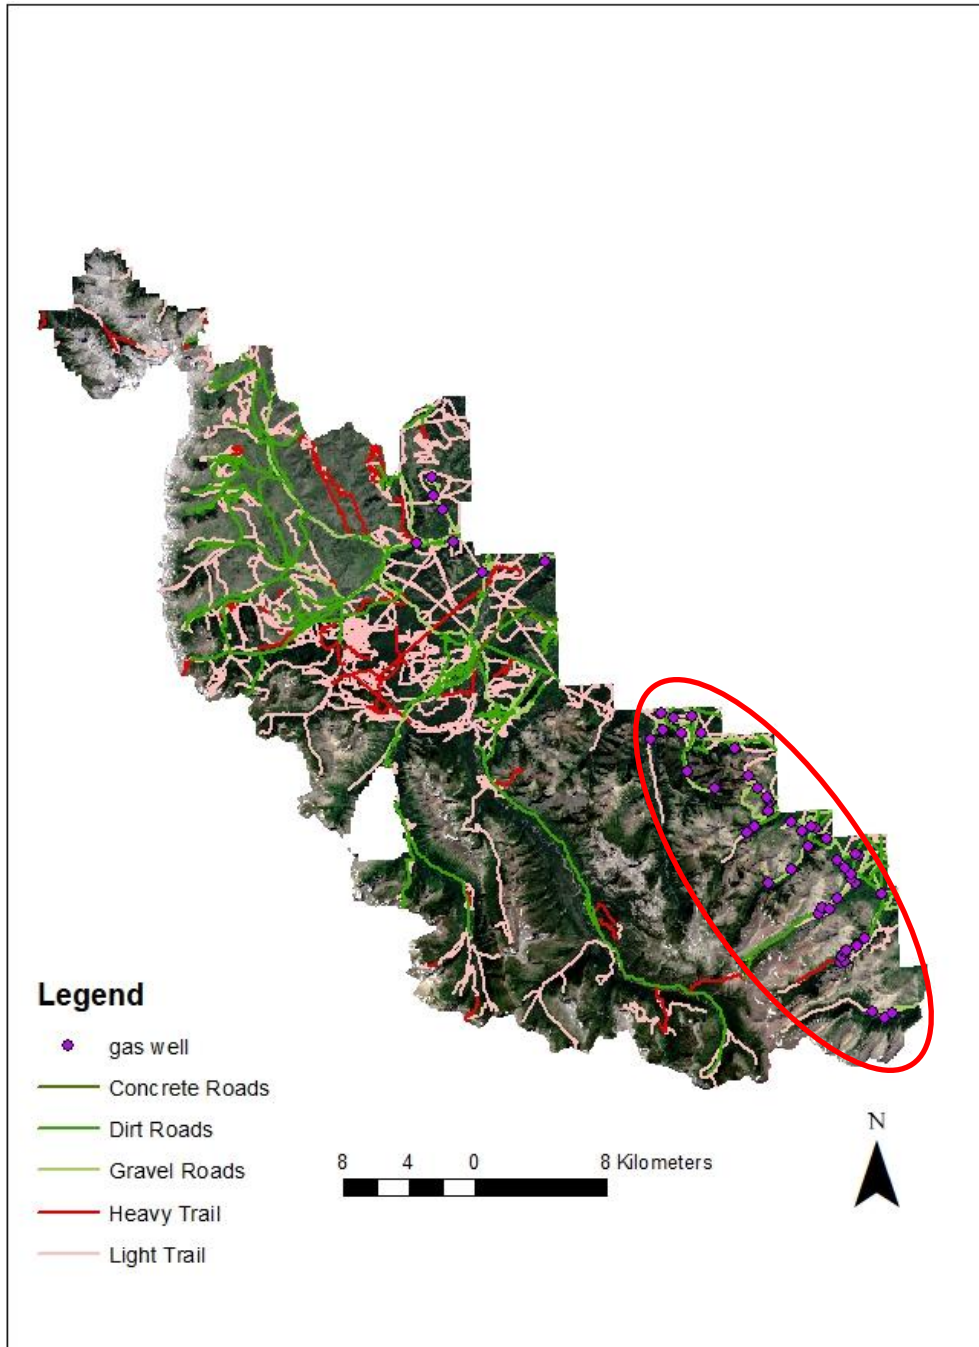 Legend
gas well
Concrete Roads
Dirt Roads
Gravel Roads
Heavy Trail
Light Trail
8 4 0 8 Kilometers
N